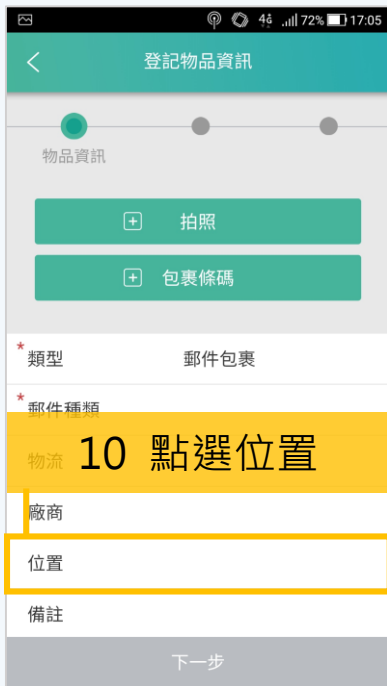 4G 72% 17:05
登記物品資訊
物品資訊
拍照
包裹條碼
*類型 郵件包裹
*郵件種類
物流
10 點選位置
廠商
位置
備註
下一步